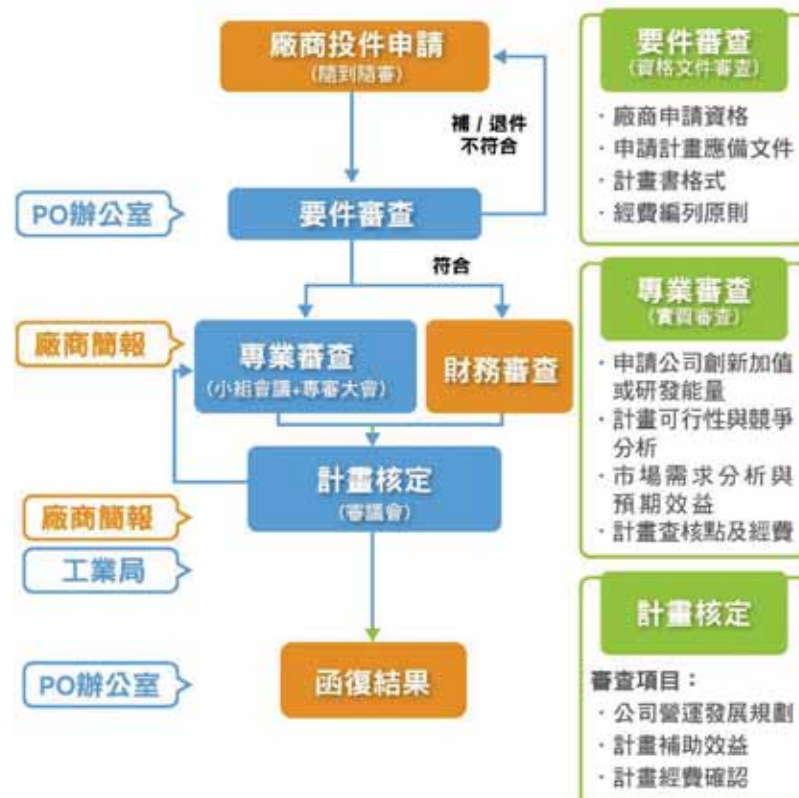 廠商投件申請
(隨到隨審)
補 / 退件
不符合
PO辦公室
要件審查
符合
廠商簡報
專業審查
(小組會議+專審大會)
財務審查
計畫核定
(審議會)
廠商簡報
工業局
PO辦公室
函復結果
要件審查
(資格文件審查)
· 廠商申請資格
· 申請計畫應備文件
· 計畫書格式
· 經費編列原則
專業審查
(實質審查)
· 申請公司創新加值
或研發能量
· 計畫可行性與競爭
分析
· 市場需求分析與
預期效益
· 計畫查核點及經費
計畫核定
審查項目：
· 公司營運發展規劃
· 計畫補助效益
· 計畫經費確認